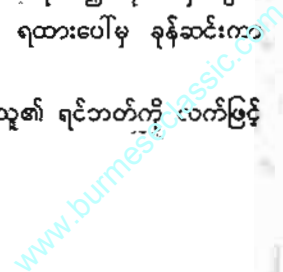 ရထားပေါ်မှ ခုန်ဆင်းကာ
သူ၏ ရင်ဘတ်ကို လက်ဖြင့်
www.burmeseclassic.com